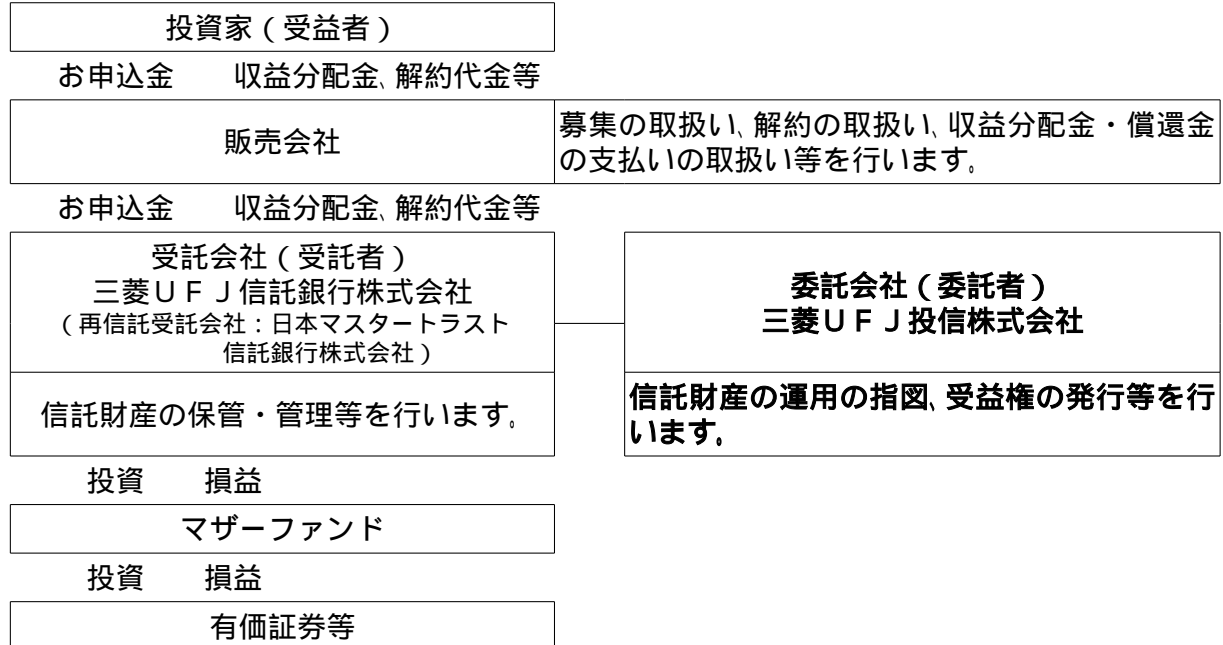 投資家（受益者）
お申込金　　収益分配金、解約代金等
販売会社
募集の取扱い、解約の取扱い、収益分配金・償還金
の支払いの取扱い等を行います。
お申込金　　収益分配金、解約代金等
受託会社（受託者）
三菱ＵＦＪ信託銀行株式会社
（再信託受託会社：日本マスタートラスト
信託銀行株式会社）
委託会社（委託者）
三菱ＵＦＪ投信株式会社
信託財産の保管・管理等を行います。
信託財産の運用の指図、受益権の発行等を行
います。
投資　　損益
マザーファンド
投資　　損益
有価証券等